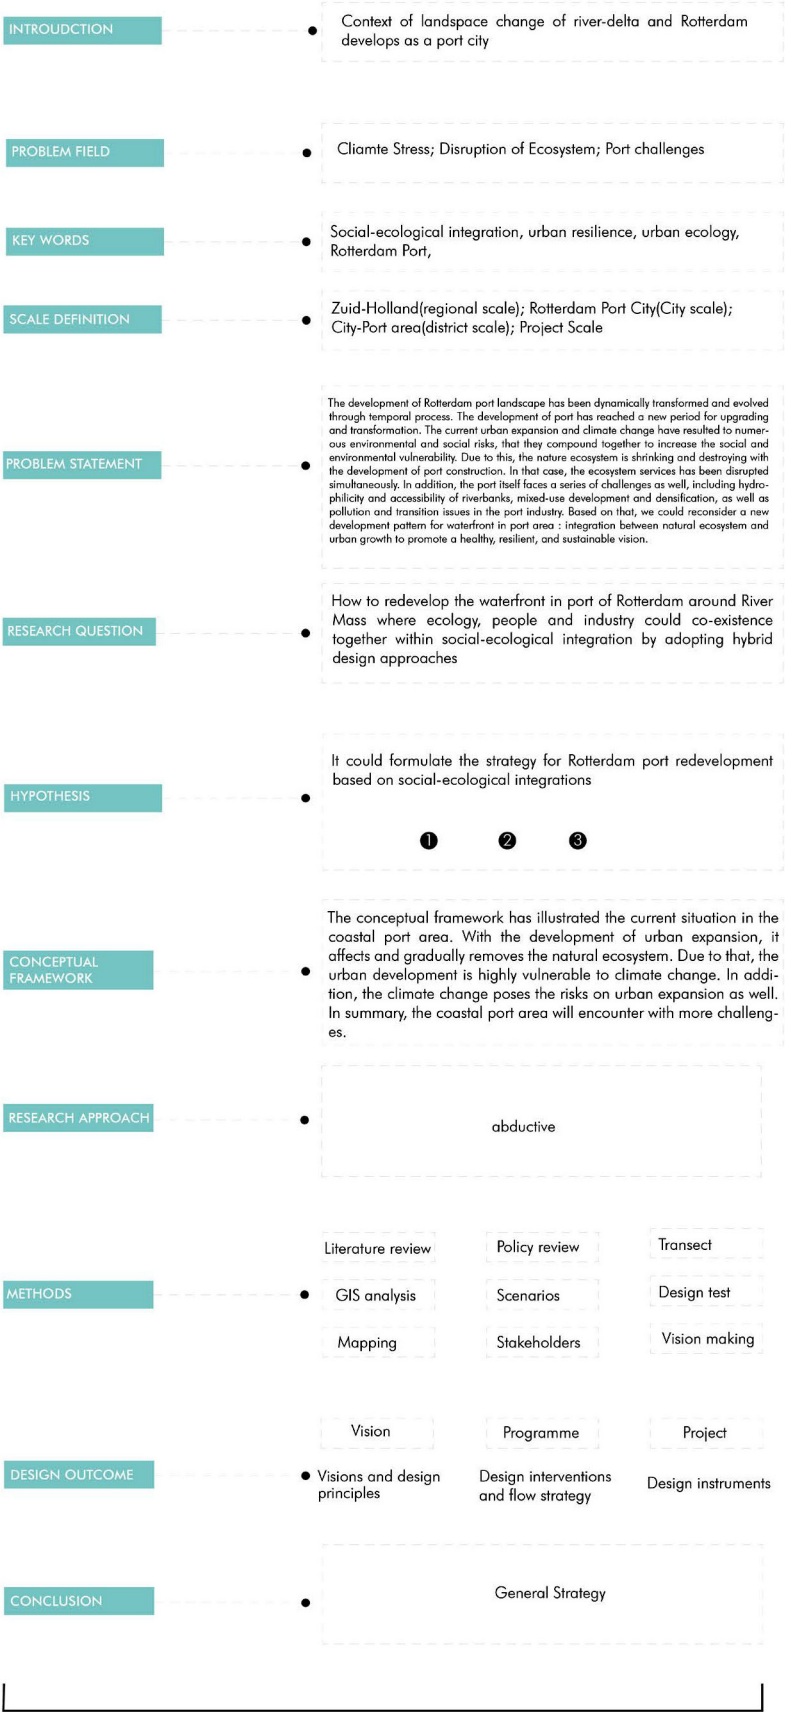 INTROUDCTION
Context of landspace change of river-delta and Rotterdam
develops as a port city
PROBLEM FIELD
Cliamte Stress; Disruption of Ecosystem; Port challenges
KEY WORDS
Social-ecological integration, urban resilience, urban ecology,
Rotterdam Port,
SCALE DEFINITION
Zuid-Holland(regional scale); Rotterdam Port City(City scale);
City-Port area(district scale); Project Scale
PROBLEM STATEMENT
The development of Rotterdam port landscape has been dynamically transformed and evolved
through temporal process. The development of port has reached a new period for upgrading
and transformation. The current urban expansion and climate change have resulted to numer-
ous environmental and social risks, that they compound together to increase the social and
environmental vulnerability. Due to this, the nature ecosystem is shrinking and destroying with
the development of port construction. In that case, the ecosystem services has been disrupted
simultaneously. In addition, the port itself faces a series of challenges as well, including hydro-
philicity and accessibility of riverbanks, mixed-use development and densification, as well as
pollution and transition issues in the port industry. Based on that, we could reconsider a new
development pattern for waterfront in port area : integration between natural ecosystem and
urban growth to promote a healthy, resilient, and sustainable vision.
RESEARCH QUESTION
How to redevelop the waterfront in port of Rotterdam around River
Mass where ecology, people and industry could co-existence
together within social-ecological integration by adopting hybrid
design approaches
HYPOTHESIS
It could formulate the strategy for Rotterdam port redevelopment
based on social-ecological integrations
1 2 3
CONCEPTUAL
FRAMEWORK
The conceptual framework has illustrated the current situation in the
coastal port area. With the development of urban expansion, it
affects and gradually removes the natural ecosystem. Due to that, the
urban development is highly vulnerable to climate change. In addi-
tion, the climate change poses the risks on urban expansion as well.
In summary, the coastal port area will encounter with more challeng-
es.
RESEARCH APPROACH
abductive
METHODS
Literature review Policy review Transect
GIS analysis Scenarios Design test
Mapping Stakeholders Vision making
DESIGN OUTCOME
Vision Programme Project
Visions and design
principles
Design interventions
and flow strategy
Design instruments
CONCLUSION
General Strategy